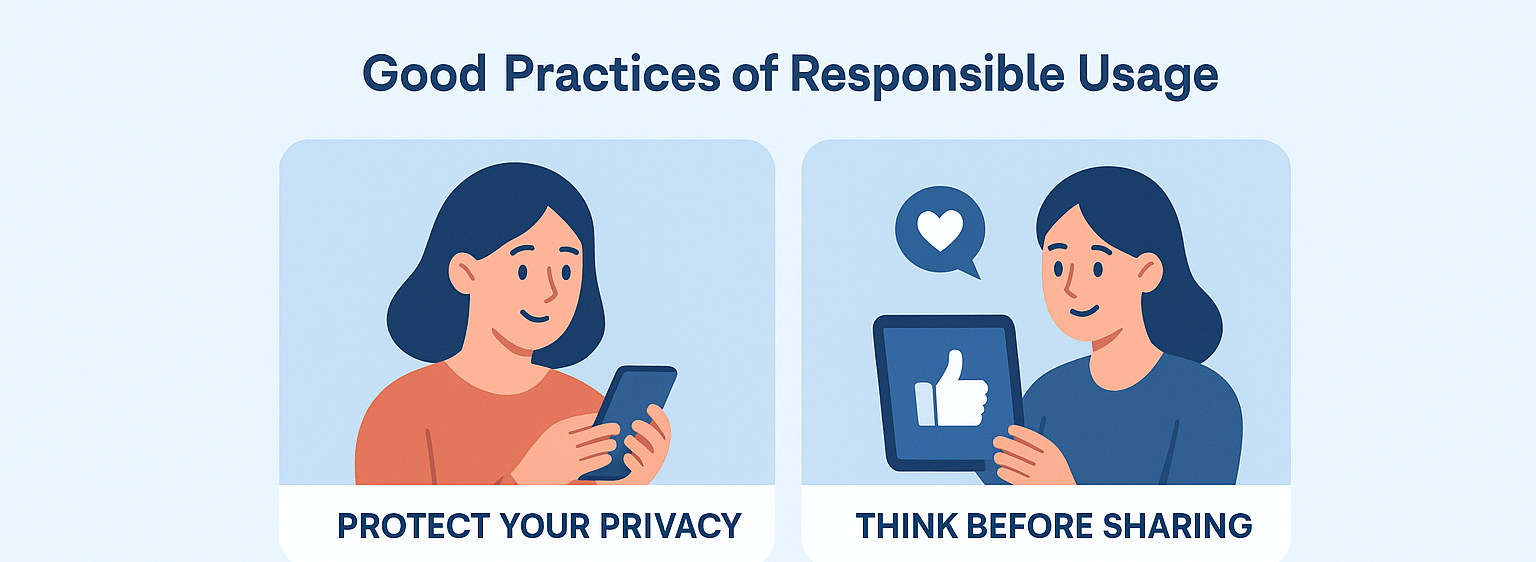 Good Practices of Responsible Usage
PROTECT YOUR PRIVACY
THINK BEFORE SHARING